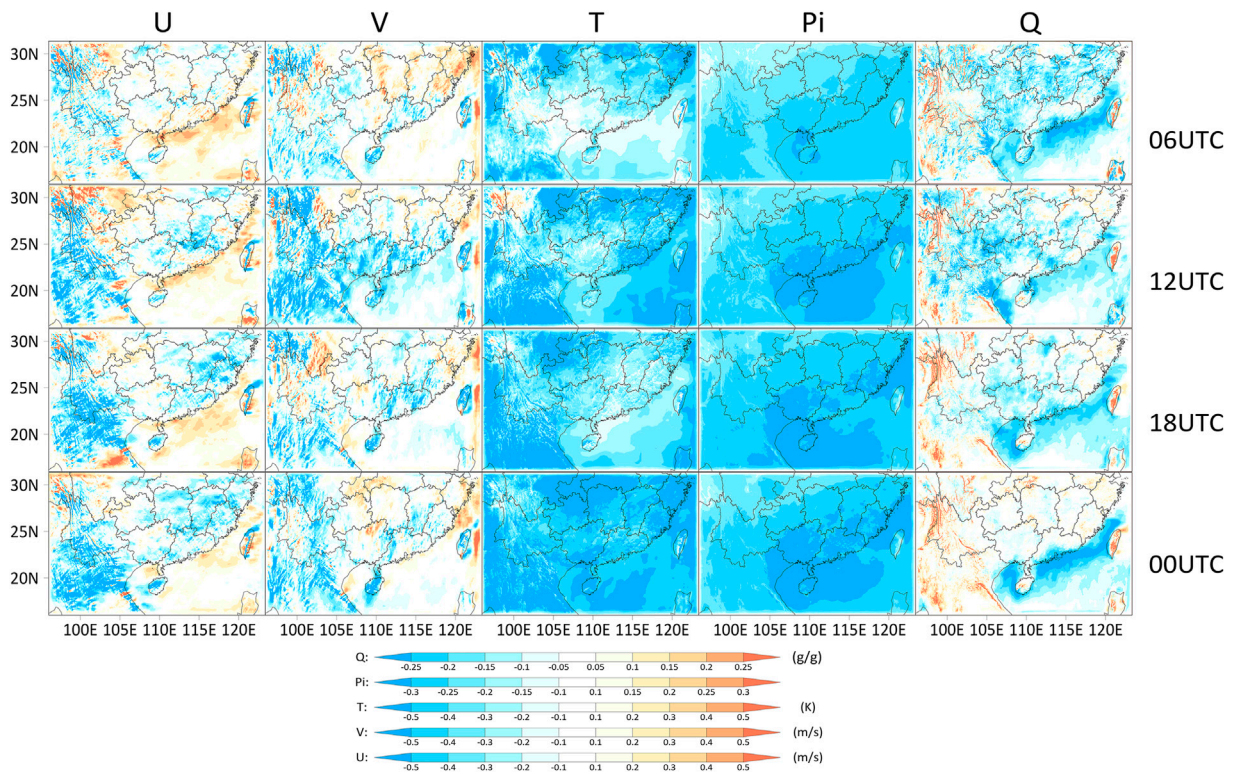 U V T Pi Q
30N
25N
20N
06UTC
30N
25N
20N
12UTC
30N
25N
20N
18UTC
30N
25N
20N
00UTC
100E 105E 110E 115E 120E 100E 105E 110E 115E 120E 100E 105E 110E 115E 120E 100E 105E 110E 115E 120E 100E 105E 110E 115E 120E
Q: (g/g)
-0.25 -0.2 -0.15 -0.1 -0.05 0.05 0.1 0.15 0.2 0.25
Pi:
-0.3 -0.25 -0.2 -0.15 -0.1 0.1 0.15 0.2 0.25 0.3
T: (K)
-0.5 -0.4 -0.3 -0.2 -0.1 0.1 0.2 0.3 0.4 0.5
V: (m/s)
-0.5 -0.4 -0.3 -0.2 -0.1 0.1 0.2 0.3 0.4 0.5
U: (m/s)
-0.5 -0.4 -0.3 -0.2 -0.1 0.1 0.2 0.3 0.4 0.5